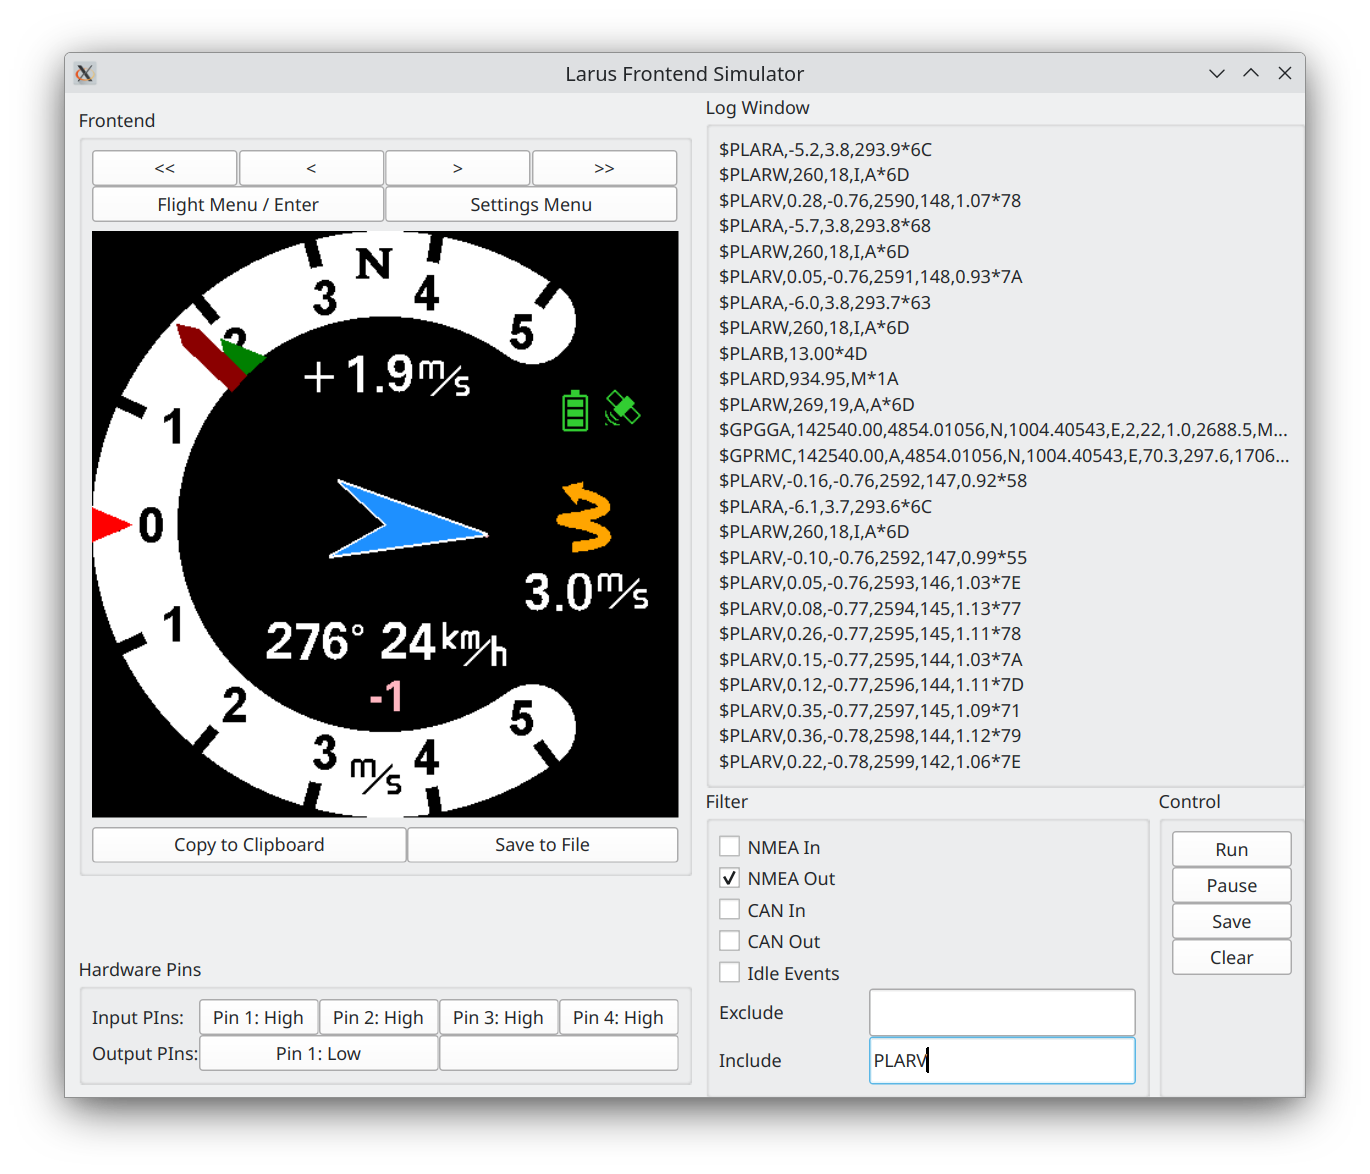 Larus Frontend Simulator
Frontend
<< < > >>
Flight Menu / Enter Settings Menu
N
3 4
2 5
+1.9 m/s
1
0
3.0 m/s
1
276° 24 km/h
-1
2 5
3 m/s 4
Copy to Clipboard Save to File
Hardware Pins
Input PIns: Pin 1: High Pin 2: High Pin 3: High Pin 4: High
Output PIns: Pin 1: Low
Log Window
$PLARA,-5.2,3.8,293.9*6C
$PLARW,260,18,I,A*6D
$PLARV,0.28,-0.76,2590,148,1.07*78
$PLARA,-5.7,3.8,293.8*68
$PLARW,260,18,I,A*6D
$PLARV,0.05,-0.76,2591,148,0.93*7A
$PLARA,-6.0,3.8,293.7*63
$PLARW,260,18,I,A*6D
$PLARB,13.00*4D
$PLARD,934.95,M*1A
$PLARW,269,19,A,A*6D
$GPGGA,142540.00,4854.01056,N,1004.40543,E,2,22,1.0,2688.5,M...
$GPRMC,142540.00,A,4854.01056,N,1004.40543,E,70.3,297.6,1706...
$PLARV,-0.16,-0.76,2592,147,0.92*58
$PLARA,-6.1,3.7,293.6*6C
$PLARW,260,18,I,A*6D
$PLARV,-0.10,-0.76,2592,147,0.99*55
$PLARV,0.05,-0.76,2593,146,1.03*7E
$PLARV,0.08,-0.77,2594,145,1.13*77
$PLARV,0.26,-0.77,2595,145,1.11*78
$PLARV,0.15,-0.77,2595,144,1.03*7A
$PLARV,0.12,-0.77,2596,144,1.11*7D
$PLARV,0.35,-0.77,2597,145,1.09*71
$PLARV,0.36,-0.78,2598,144,1.12*79
$PLARV,0.22,-0.78,2599,142,1.06*7E
Filter
NMEA In
NMEA Out
CAN In
CAN Out
Idle Events
Exclude
Include PLARV
Control
Run
Pause
Save
Clear